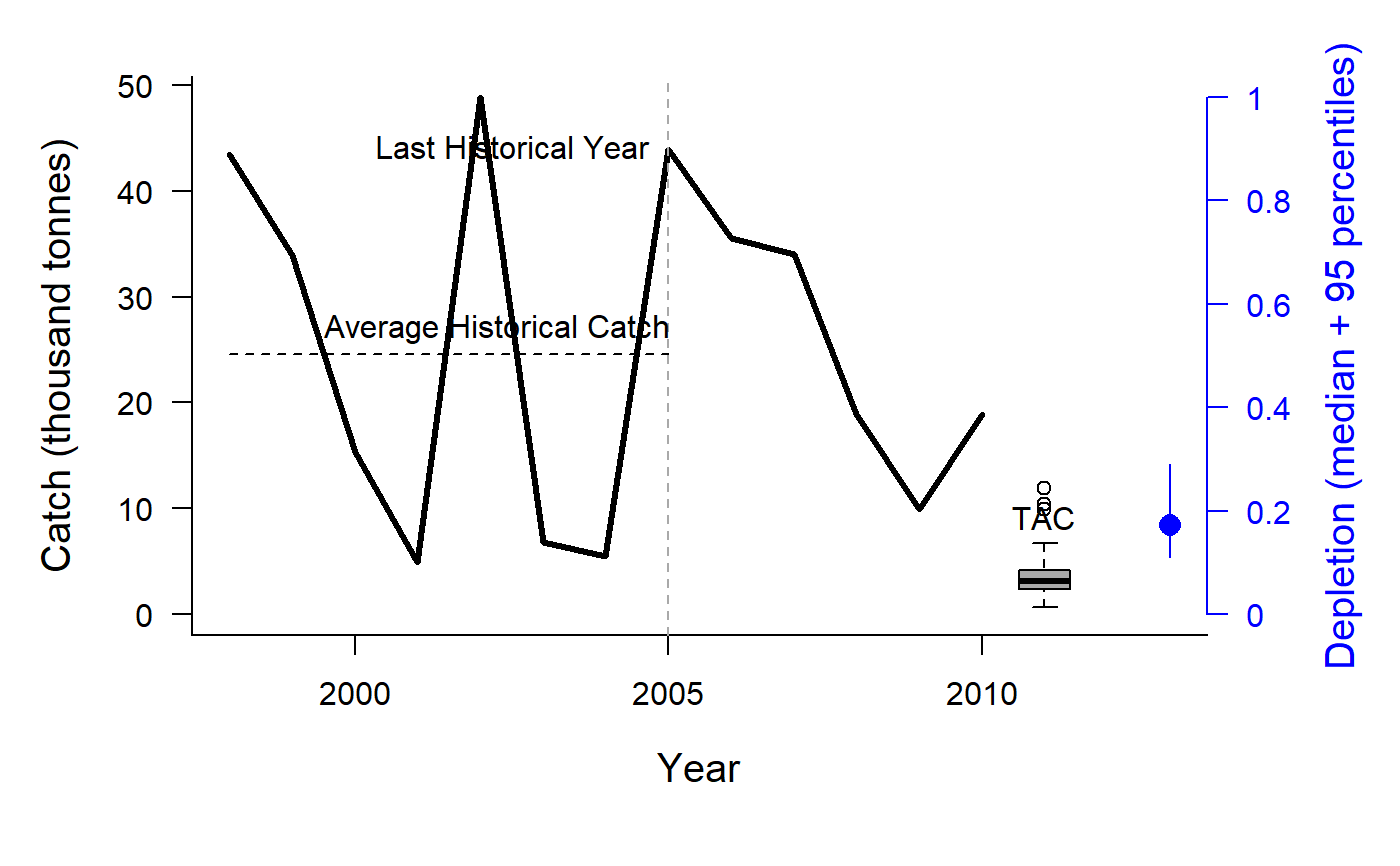 Catch (thousand tonnes)
50
40
30
20
10
0
Last Historical Year
Average Historical Catch
TAC
1
0.8
0.6
0.4
0.2
0
Depletion (median + 95 percentiles)
2000
2005
2010
Year